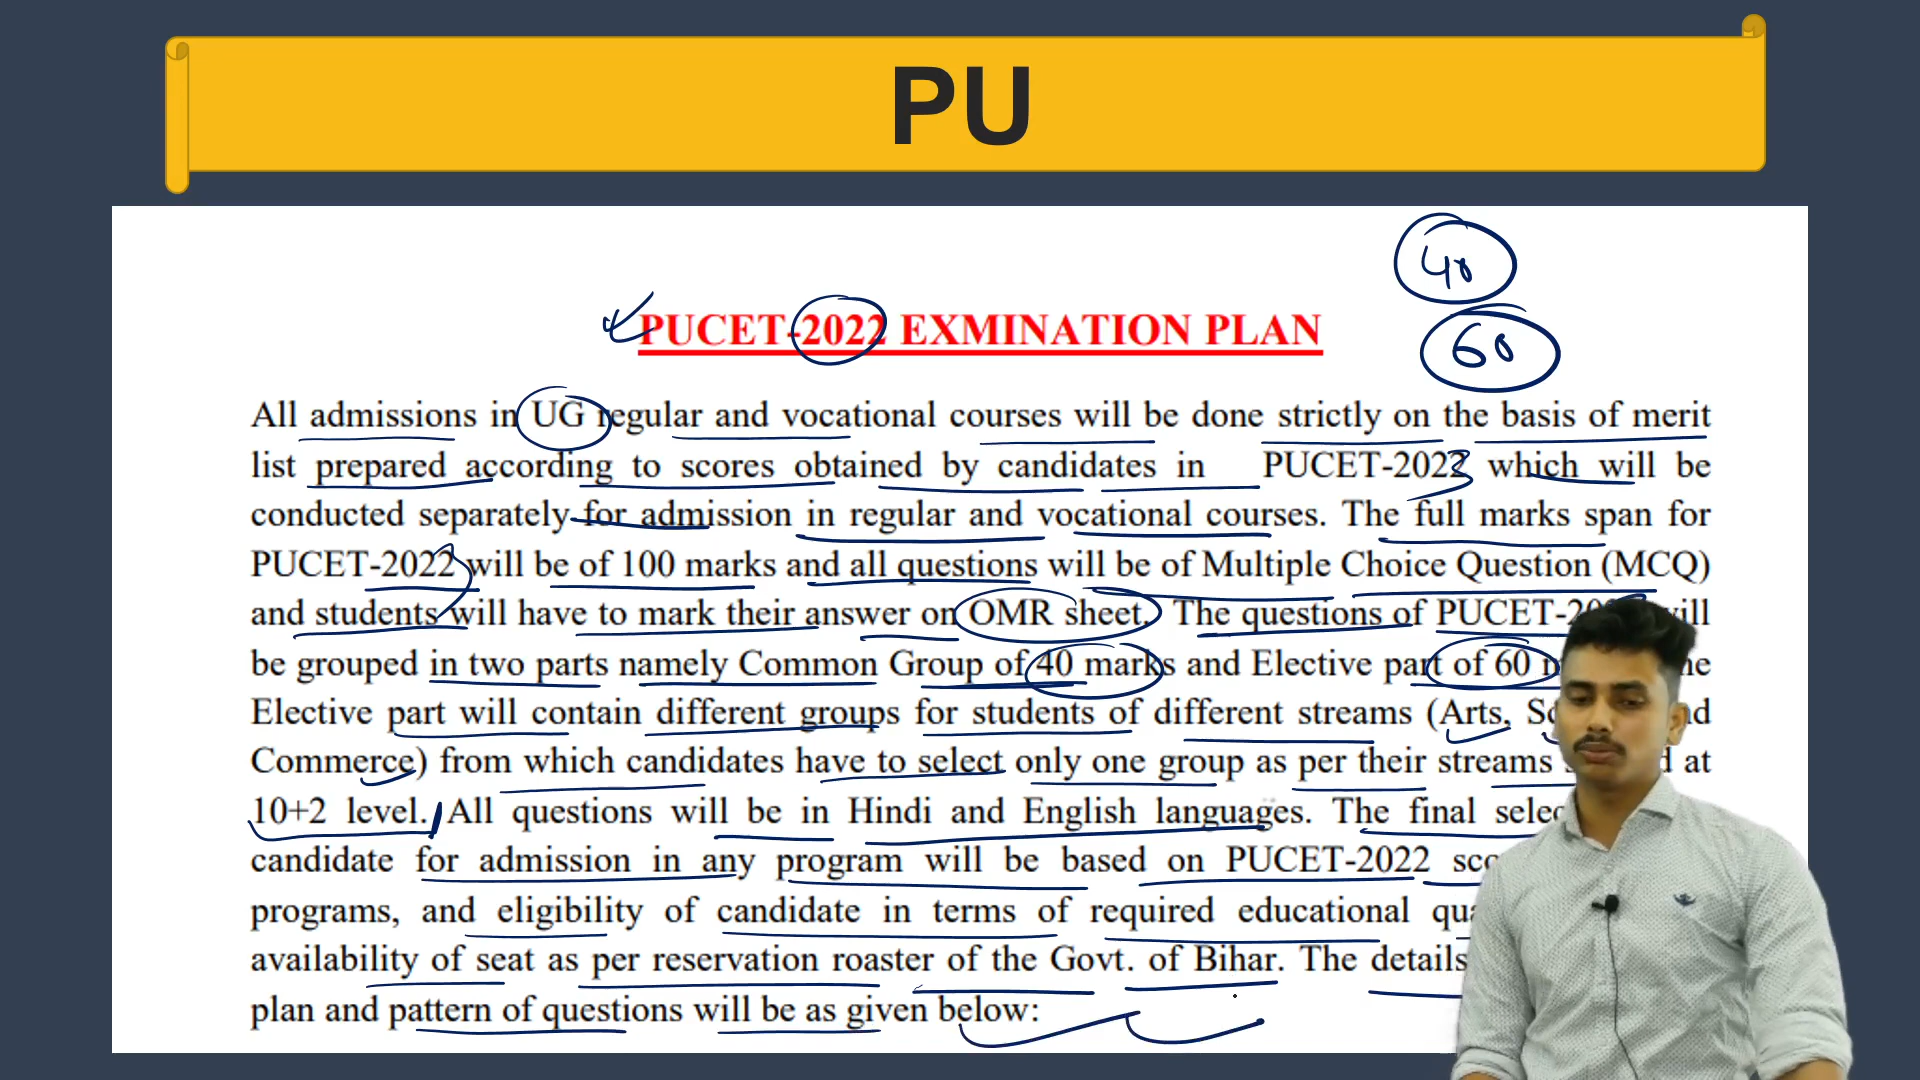 PU
40
PUCET-2022 EXMINATION PLAN
60
All admissions in UG regular and vocational courses will be done strictly on the basis of merit
list prepared according to scores obtained by candidates in PUCET-2022 which will be
conducted separately for admission in regular and vocational courses. The full marks span for
PUCET-2022 will be of 100 marks and all questions will be of Multiple Choice Question (MCQ)
and students will have to mark their answer on OMR sheet. The questions of PUCET-2022 will
be grouped in two parts namely Common Group of 40 marks and Elective part of 60
Elective part will contain different groups for students of different streams (Arts,
Commerce) from which candidates have to select only one group as per their streams at
10+2 level. All questions will be in Hindi and English languages. The final
candidate for admission in any program will be based on PUCET-2022
programs, and eligibility of candidate in terms of required educational
availability of seat as per reservation roaster of the Govt. of Bihar. The details
plan and pattern of questions will be as given below: